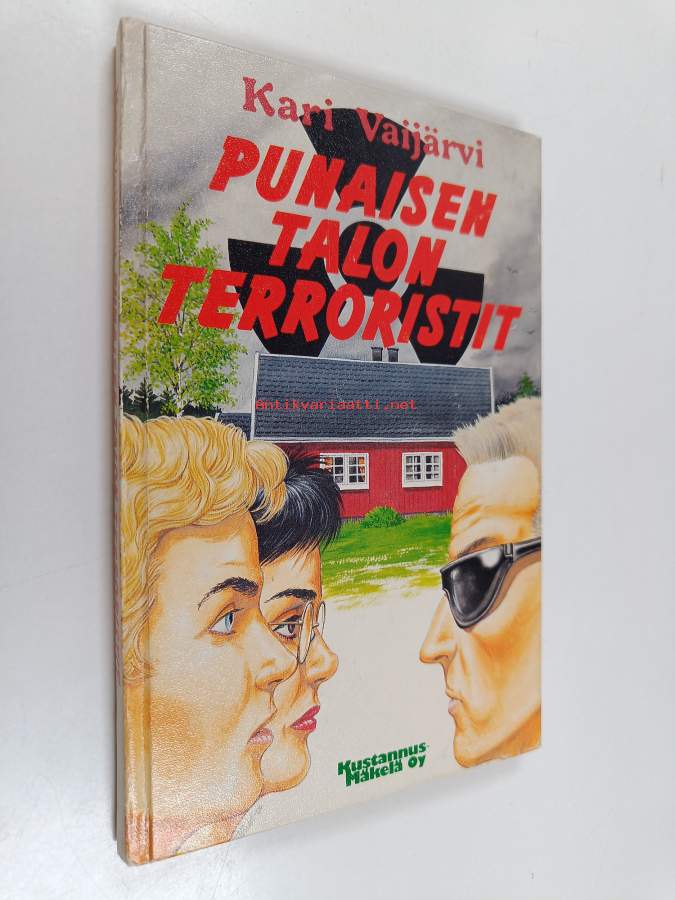 Kari Vaijärvi
PUNAISEN
TALON
TERRORISTIT
Antikvariaatti.net
Kustannus-
Mäkelä Oy